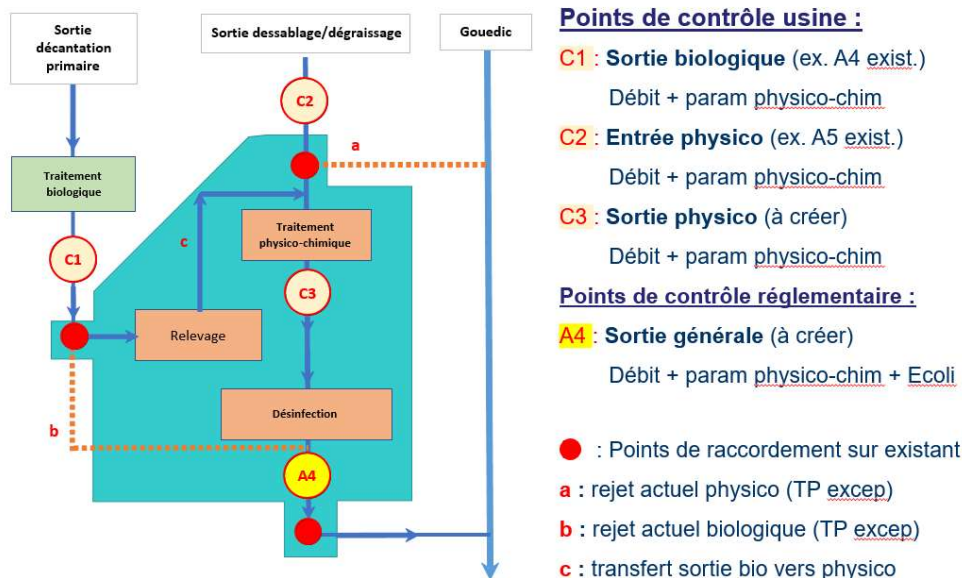 Sortie
décantation
primaire
Sortie dessablage/dégraissage
Gouedic
C2
a
Traitement
biologique
Traitement
physico-chimique
c
C1
C3
Relevage
Désinfection
b
A4
Points de contrôle usine :
C1 : Sortie biologique (ex. A4 exist.)
Débit + param physico-chim
C2 : Entrée physico (ex. A5 exist.)
Débit + param physico-chim
C3 : Sortie physico (à créer)
Débit + param physico-chim
Points de contrôle réglementaire :
A4 : Sortie générale (à créer)
Débit + param physico-chim + Ecoli
: Points de raccordement sur existant
a : rejet actuel physico (TP excep)
b : rejet actuel biologique (TP excep)
c : transfert sortie bio vers physico